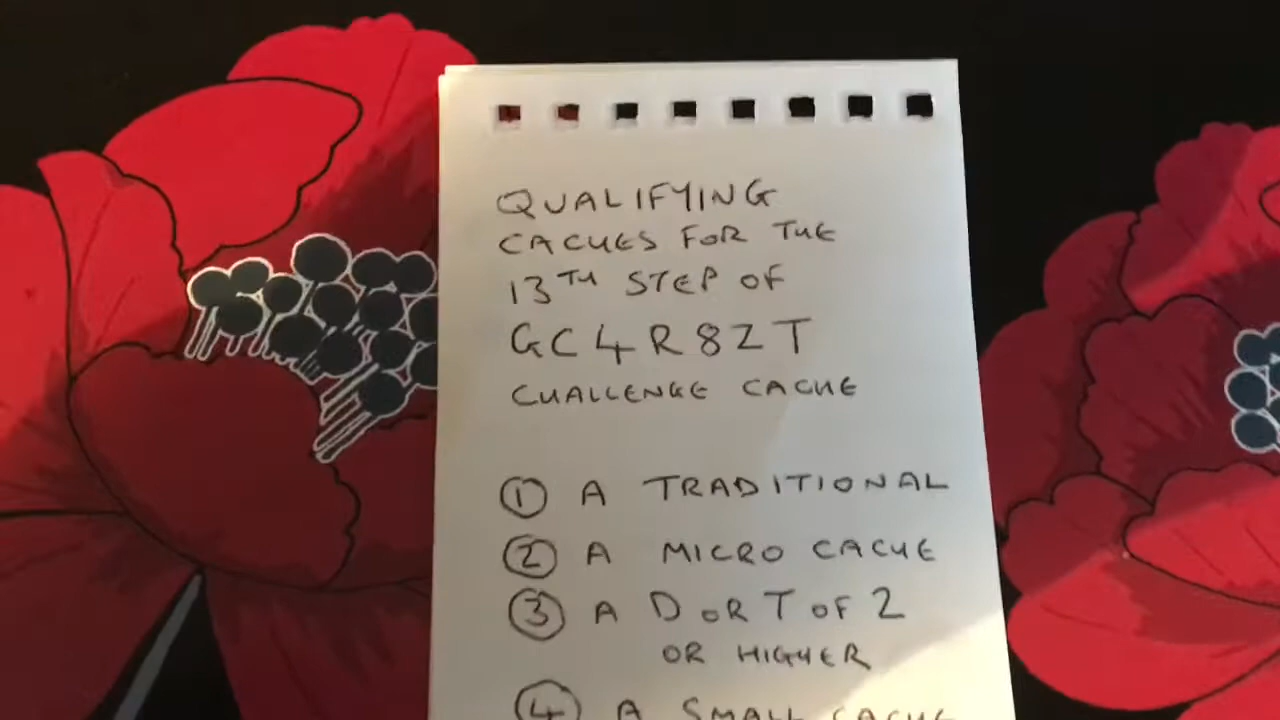 QUALIFYING
CACHES FOR THE
13TH STEP OF
GC4R8ZT
CHALLENGE CACHE
① A TRADITIONAL
② A MICRO CACHE
③ A D OR T OF 2
OR HIGHER
④ A SMALL CACHE